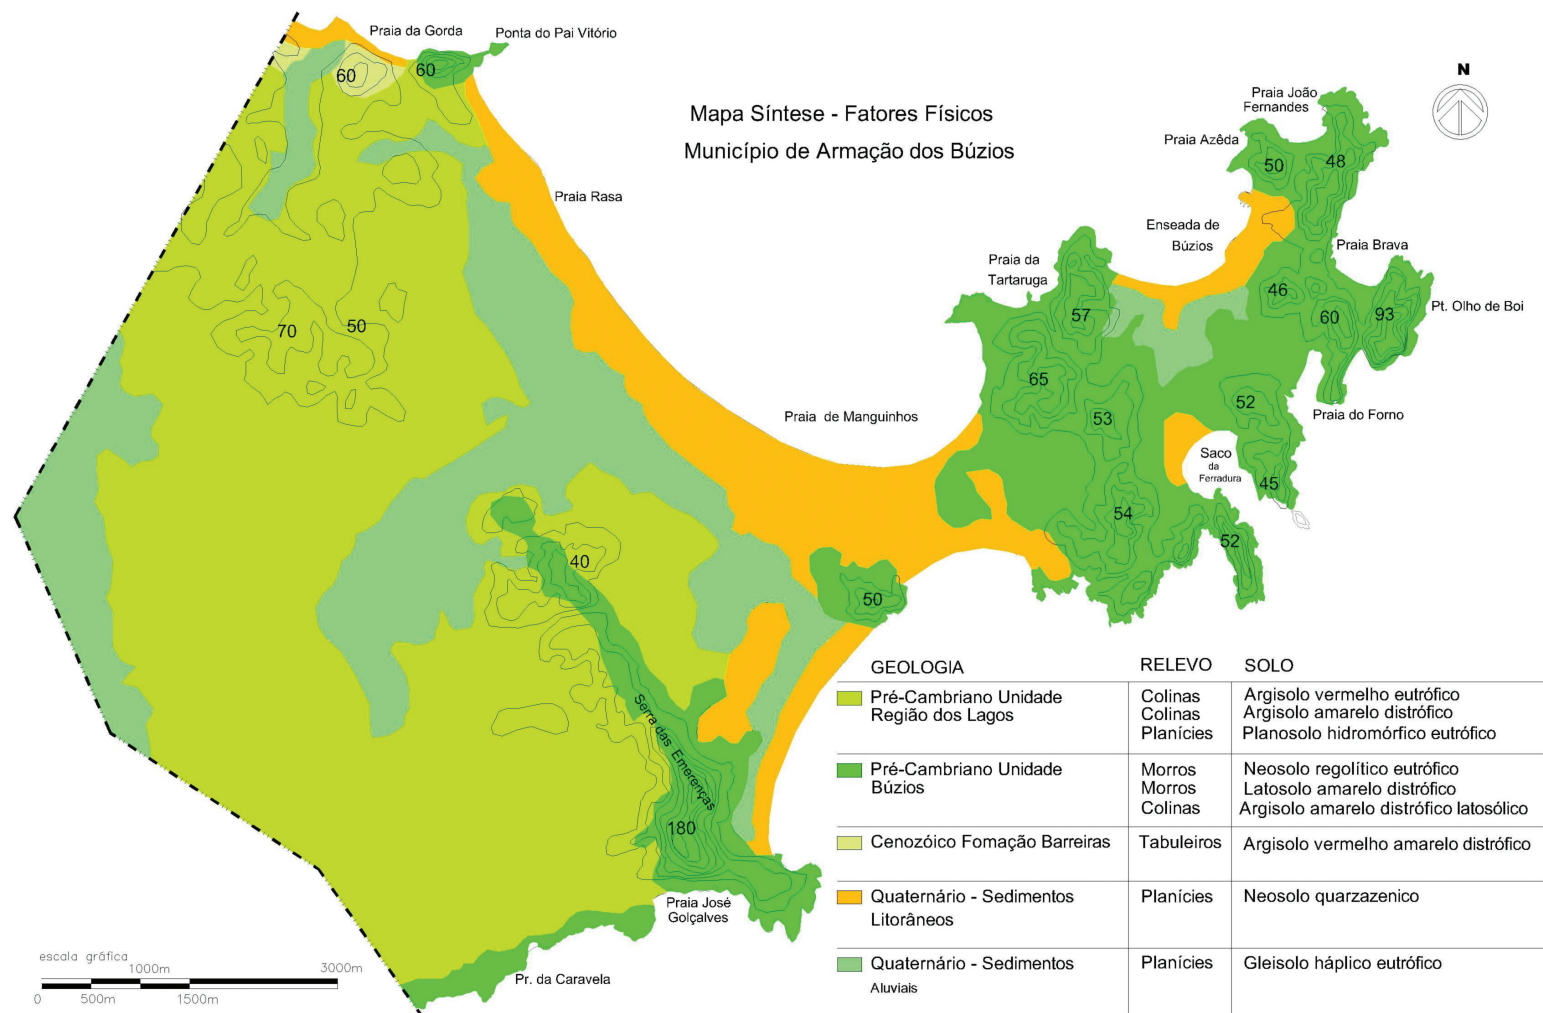 Praia da Gorda
Ponta do Pai Vitório
60
60
Mapa Síntese - Fatores Físicos
Município de Armação dos Búzios
N
Praia João
Fernandes
Praia Azêda
50
48
Praia Rasa
Enseada de
Búzios
Praia Brava
Praia da
Tartaruga
46
57
60
93
Pt. Olho de Boi
70
50
65
53
52
Praia de Manguinhos
Praia do Forno
Saco
da
Ferradura
45
54
52
40
50
Serra das Emerenças
180
Praia José
Golçalves
Pr. da Caravela
escala gráfica
1000m
3000m
0
500m
1500m
GEOLOGIA RELEVO SOLO
Pré-Cambriano Unidade Colinas Argisolo vermelho eutrófico
Região dos Lagos Colinas Argisolo amarelo distrófico
Planícies Planosolo hidromórfico eutrófico
Pré-Cambriano Unidade Morros Neosolo regolítico eutrófico
Búzios Morros Latosolo amarelo distrófico
Colinas Argisolo amarelo distrófico latosólico
Cenozóico Fomação Barreiras Tabuleiros Argisolo vermelho amarelo distrófico
Quaternário - Sedimentos Planícies Neosolo quarzazenico
Litorâneos
Quaternário - Sedimentos Planícies Gleisolo háplico eutrófico
Aluviais